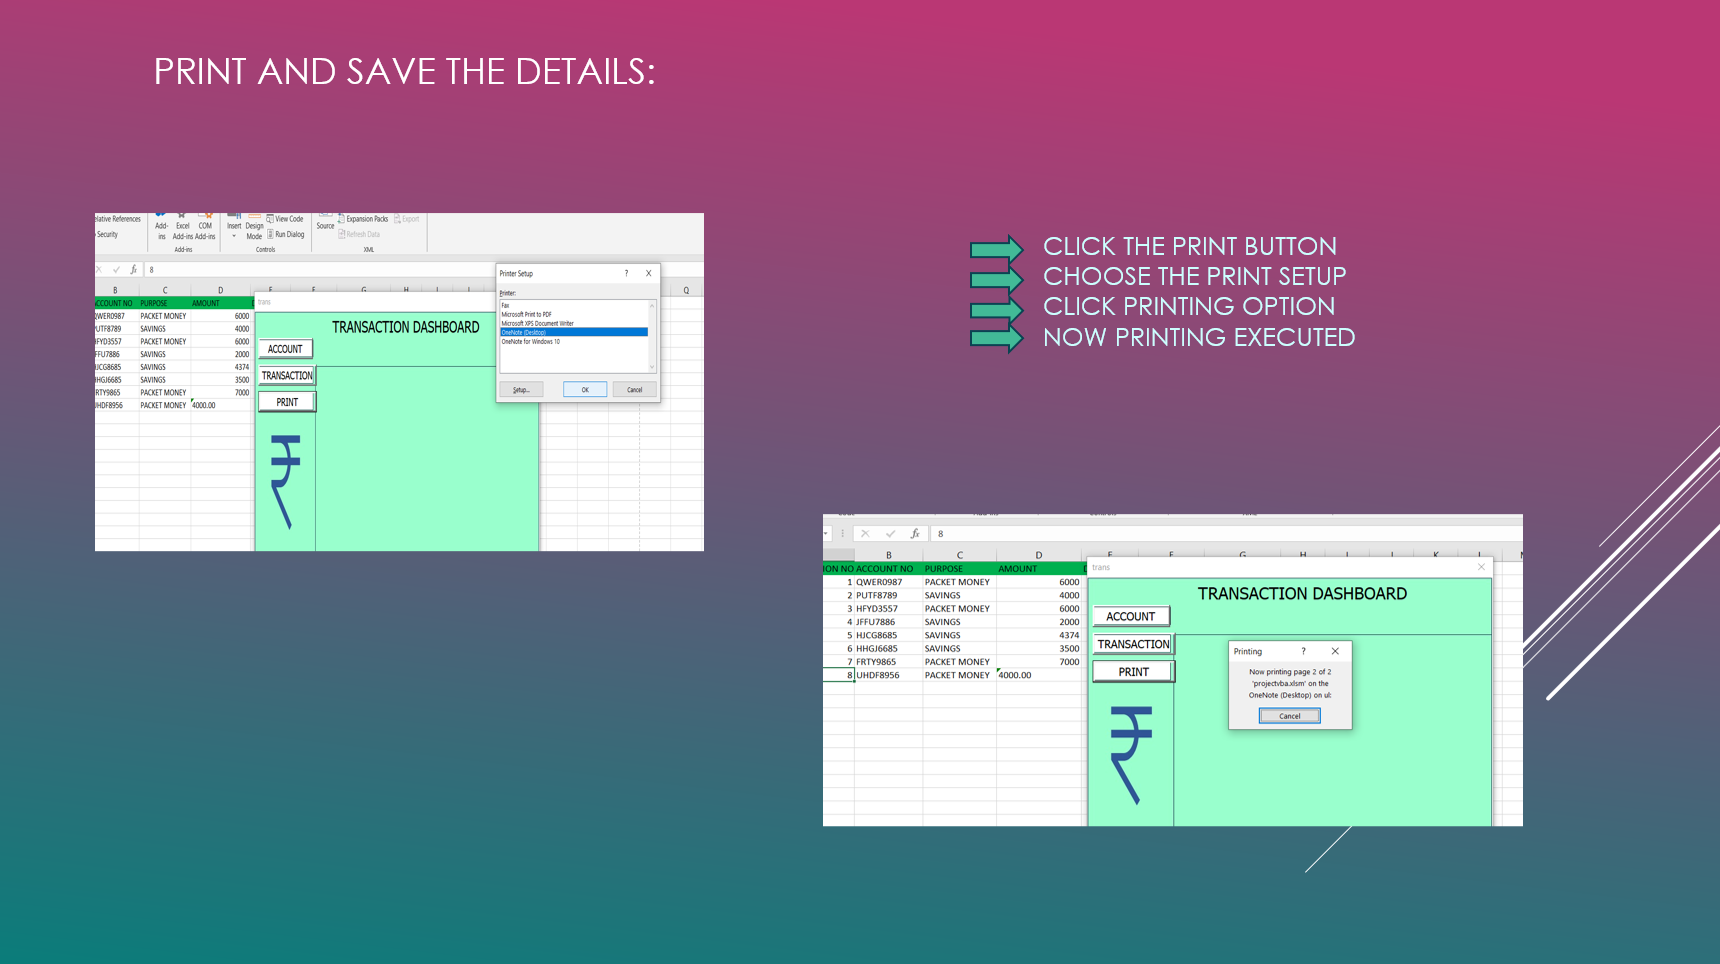 PRINT AND SAVE THE DETAILS:
elative References
Security
Add-ins
Excel Add-ins
COM Add-ins
Add-ins
Insert
Design Mode
View Code
Run Dialog
Controls
Source
Expansion Packs
Export
Refresh Data
XML
fx 8
B C D E F G H I J Q
CCOUNT NO PURPOSE AMOUNT
QWER0987 PACKET MONEY 6000
PUTF8789 SAVINGS 4000
HFYD3557 PACKET MONEY 6000
JFFU7886 SAVINGS 2000
HJCG8685 SAVINGS 4374
HHGJ6685 SAVINGS 3500
FRTY9865 PACKET MONEY 7000
UHDF8956 PACKET MONEY 4000.00
trans
TRANSACTION DASHBOARD
ACCOUNT
TRANSACTION
PRINT
₹
Printer Setup ?
Printer:
Fax
Microsoft Print to PDF
Microsoft XPS Document Writer
OneNote (Desktop)
OneNote for Windows 10
Setup... OK Cancel
CLICK THE PRINT BUTTON
CHOOSE THE PRINT SETUP
CLICK PRINTING OPTION
NOW PRINTING EXECUTED
fx 8
B C D E F G H I J K L
ION NO ACCOUNT NO PURPOSE AMOUNT
1 QWER0987 PACKET MONEY 6000
2 PUTF8789 SAVINGS 4000
3 HFYD3557 PACKET MONEY 6000
4 JFFU7886 SAVINGS 2000
5 HJCG8685 SAVINGS 4374
6 HHGJ6685 SAVINGS 3500
7 FRTY9865 PACKET MONEY 7000
8 UHDF8956 PACKET MONEY 4000.00
trans
TRANSACTION DASHBOARD
ACCOUNT
TRANSACTION
PRINT
₹
Printing ?
Now printing page 2 of 2
'projectvba.xlsm' on the
OneNote (Desktop) on ul:
Cancel